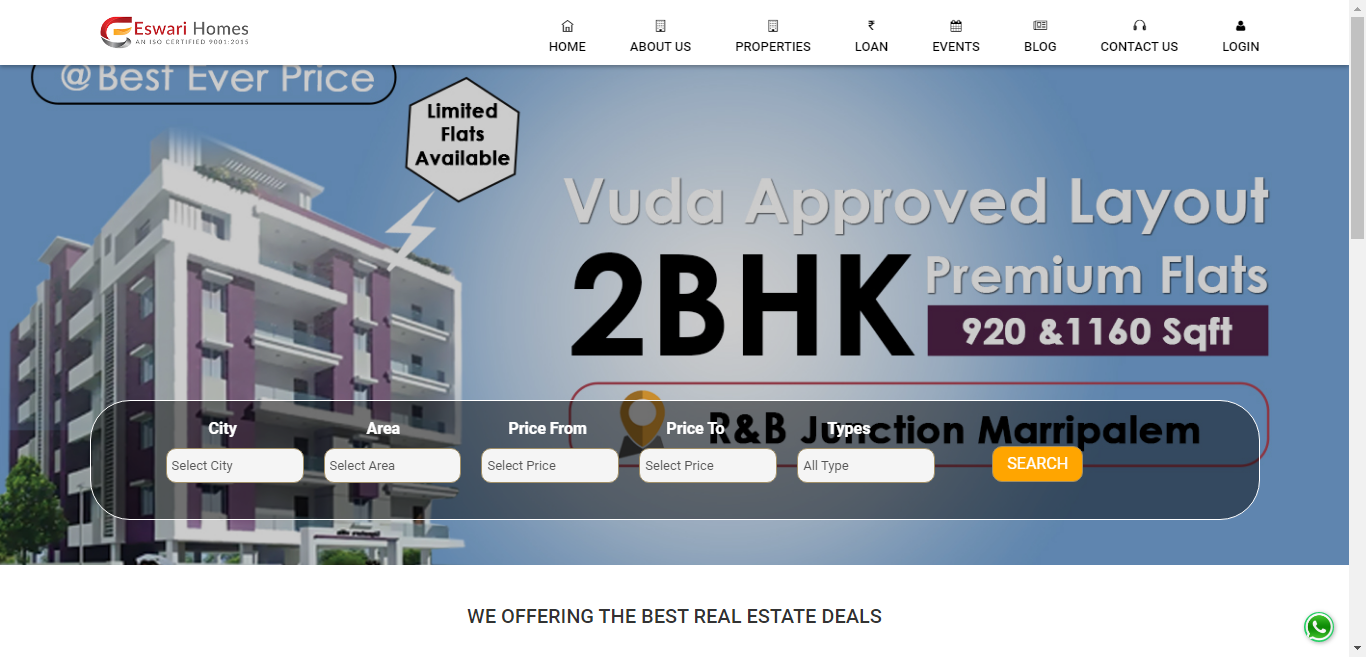 Eswari Homes
AN ISO CERTIFIED 9001:2015
HOME
ABOUT US
PROPERTIES
₹
LOAN
EVENTS
BLOG
CONTACT US
LOGIN
@Best Ever Price
Limited
Flats
Available
Vuda Approved Layout
2BHK
Premium Flats
920 &1160 Sqft
R&B Junction Marripalem
City
Area
Price From
Price To
Types
Select City
Select Area
Select Price
Select Price
All Type
SEARCH
WE OFFERING THE BEST REAL ESTATE DEALS